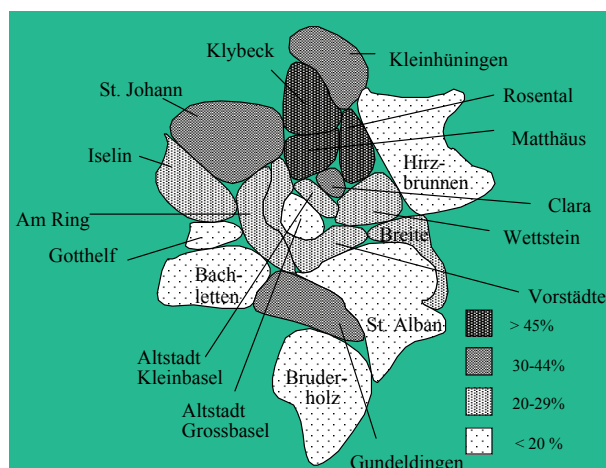 Klybeck
Kleinhüningen
St. Johann
Rosental
Matthäus
Iselin
Hirz-
brunnen
Clara
Am Ring
Breite
Wettstein
Gotthelf
Bach-
letten
Vorstädte
St. Alban
> 45%
Altstadt
Kleinbasel
30-44%
Bruder-
holz
Altstadt
Grossbasel
20-29%
< 20 %
Gundeldingen